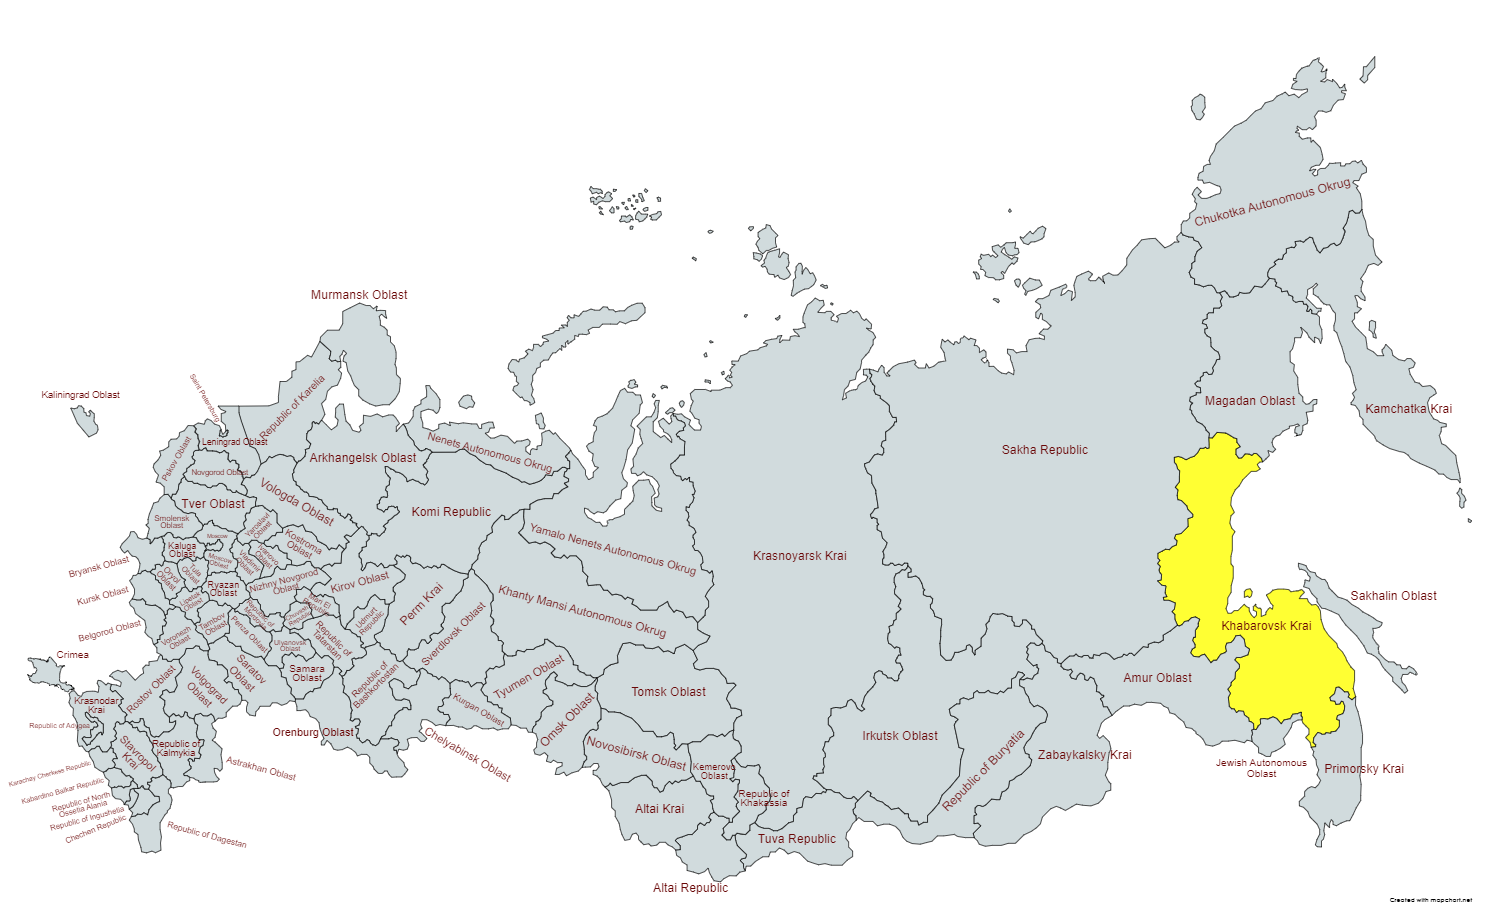 Chukotka Autonomous Okrug
Murmansk Oblast
Kaliningrad Oblast
Saint Petersburg
Republic of Karelia
Magadan Oblast
Kamchatka Krai
Leningrad Oblast
Pskov Oblast
Nenets Autonomous Okrug
Arkhangelsk Oblast
Sakha Republic
Novgorod Oblast
Vologda Oblast
Tver Oblast
Komi Republic
Smolensk
Oblast
Yaroslavl
Oblast
Kostroma
Oblast
Moscow
Yamalo Nenets Autonomous Okrug
Krasnoyarsk Krai
Kaluga
Oblast
Ivanovo
Oblast
Vladimir
Oblast
Moscow
Oblast
Bryansk Oblast
Oryol
Oblast
Tula
Oblast
Ryazan
Oblast
Nizhny Novgorod
Oblast
Kirov Oblast
Perm Krai
Kursk Oblast
Lipetsk
Oblast
Mari El
Republic
Chuvash
Republic
Republic of
Mordovia
Udmurt
Republic
Khanty Mansi Autonomous Okrug
Sakhalin Oblast
Khabarovsk Krai
Belgorod Oblast
Voronezh
Oblast
Tambov
Oblast
Penza Oblast
Ulyanovsk
Oblast
Republic of
Tatarstan
Sverdlovsk Oblast
Crimea
Saratov
Oblast
Samara
Oblast
Republic of
Bashkortostan
Tyumen Oblast
Tomsk Oblast
Amur Oblast
Rostov Oblast
Volgograd
Oblast
Krasnodar
Krai
Kurgan Oblast
Omsk Oblast
Republic of Adygea
Orenburg Oblast
Irkutsk Oblast
Stavropol
Krai
Republic of
Kalmykia
Chelyabinsk Oblast
Novosibirsk Oblast
Republic of Buryatia
Zabaykalsky Krai
Jewish Autonomous
Oblast
Primorsky Krai
Astrakhan Oblast
Kemerovo
Oblast
Karachay Cherkess Republic
Kabardino Balkar Republic
Republic of North
Ossetia Alania
Republic of Ingushetia
Chechen Republic
Republic of Dagestan
Altai Krai
Republic of
Khakassia
Tuva Republic
Altai Republic
Created with mapchart.net